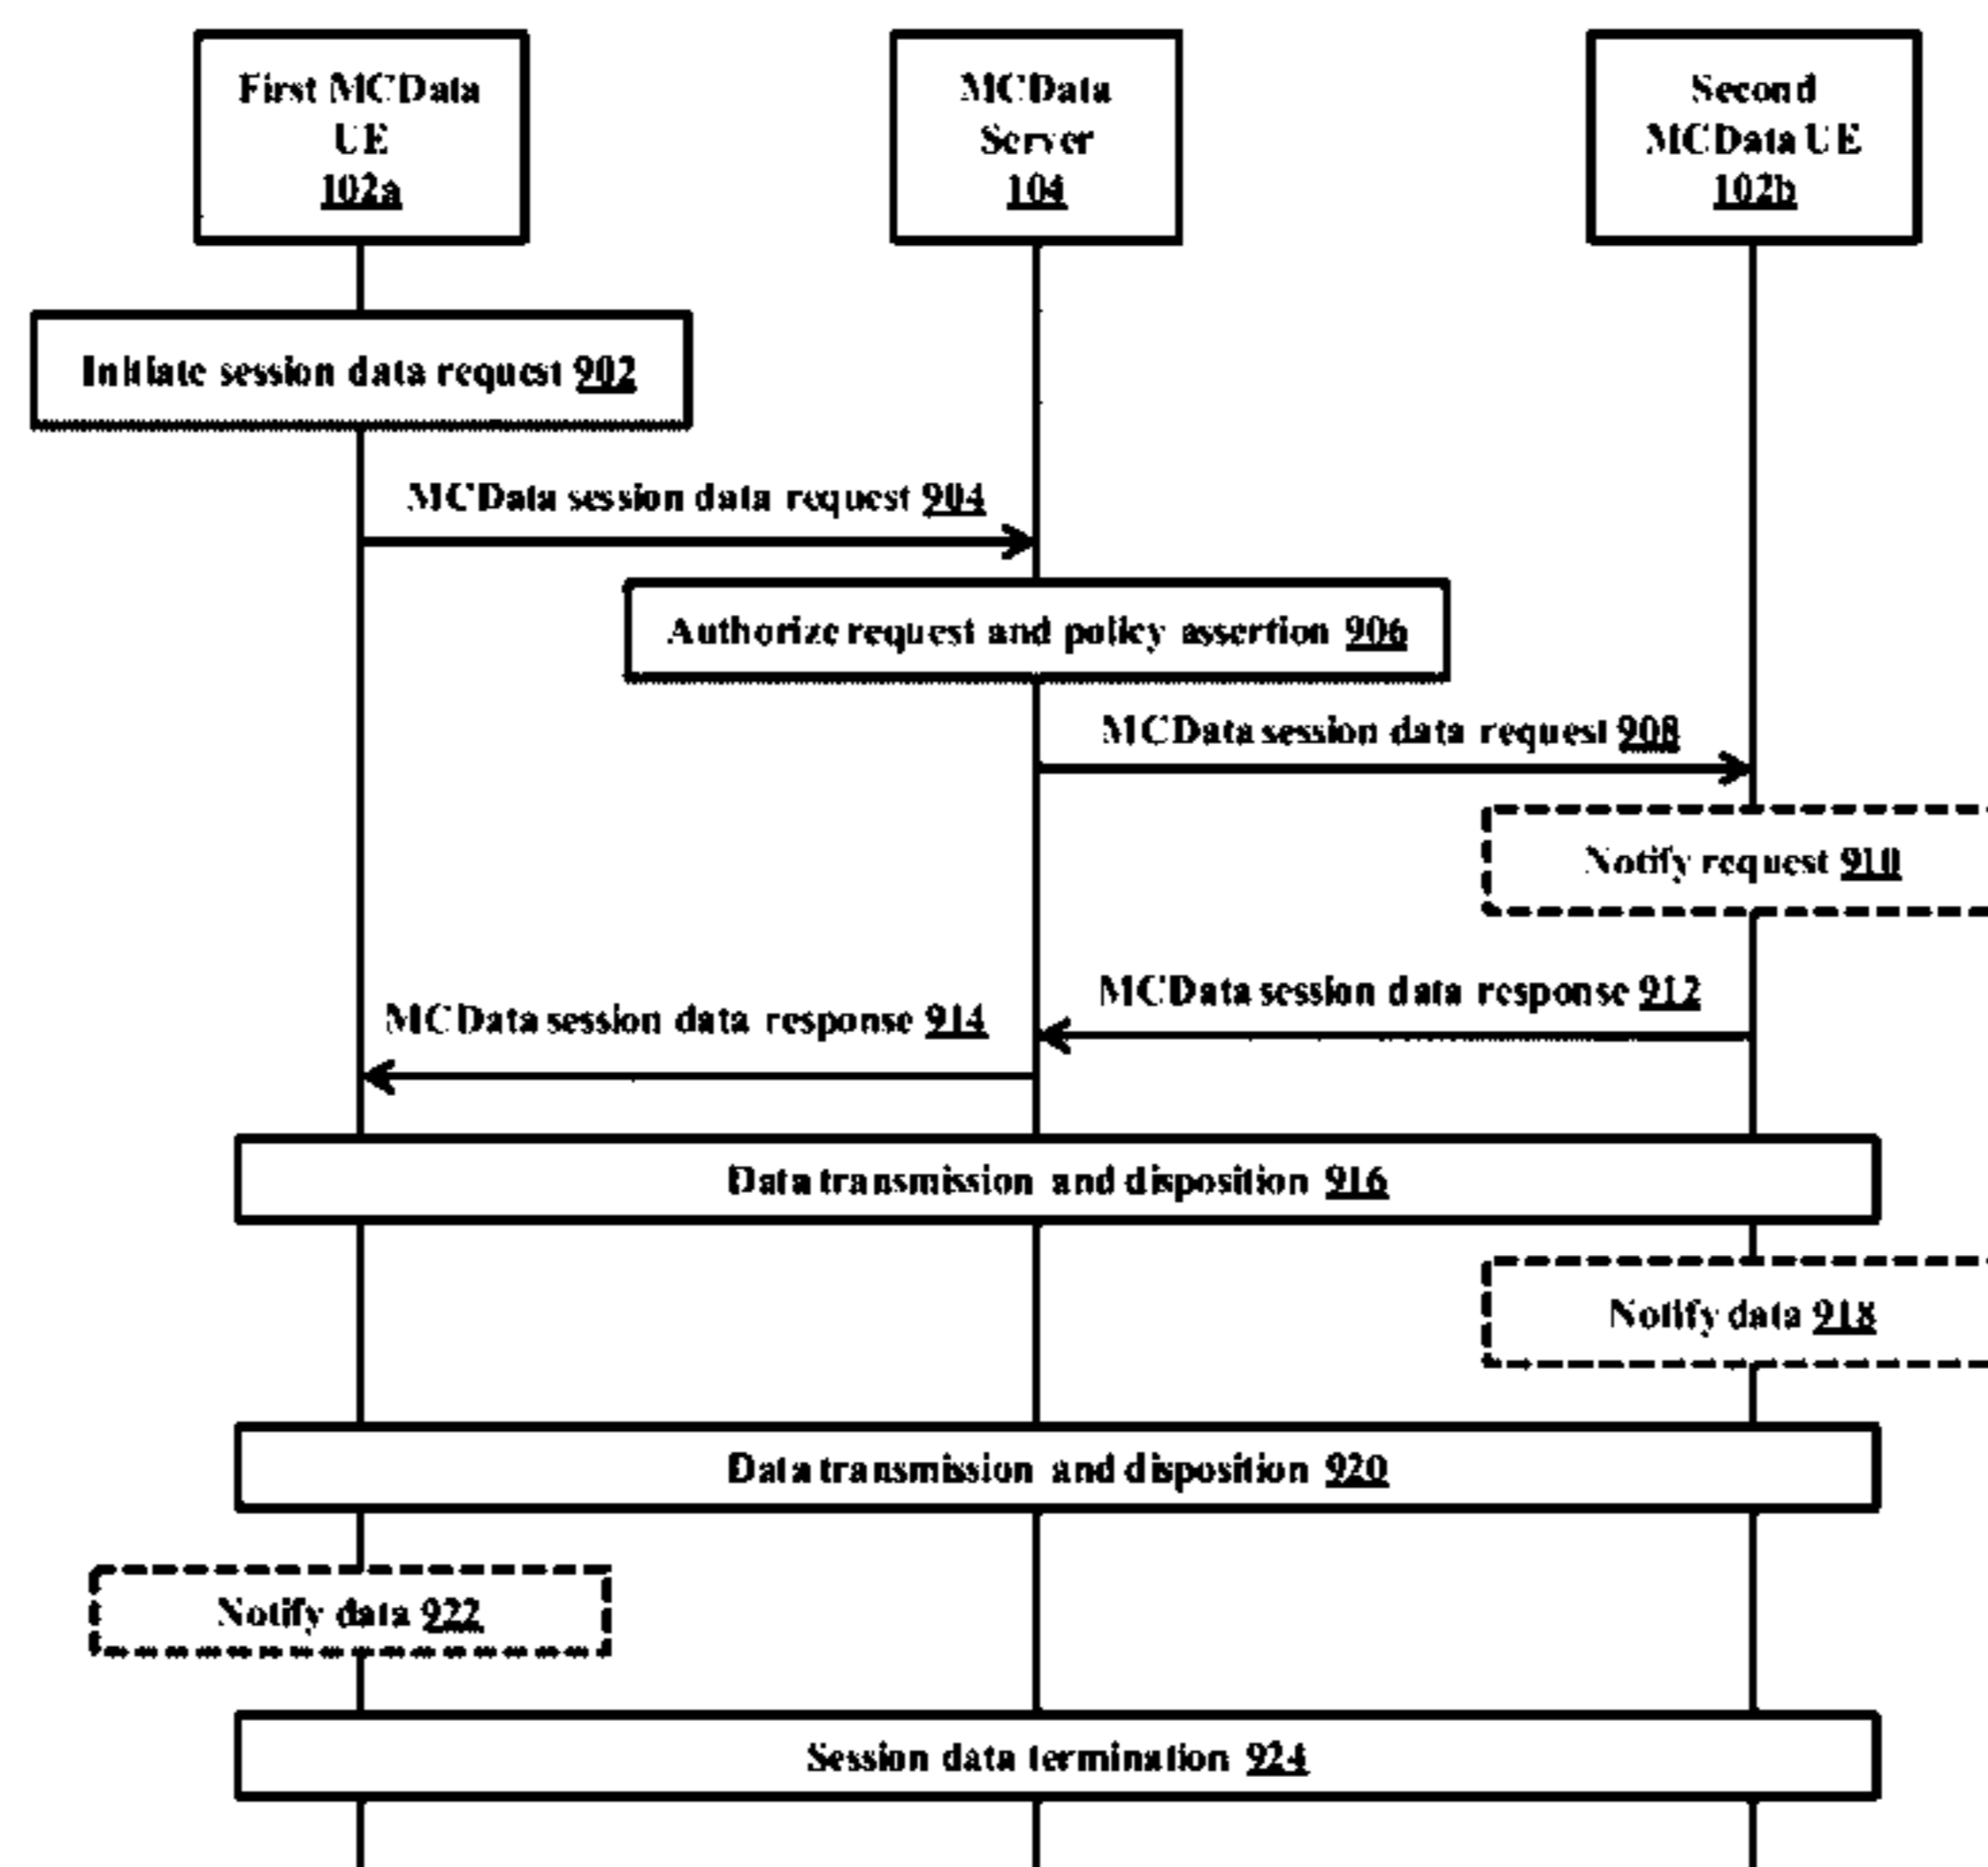 First MCData
UE
102a
MCData
Server
104
Second
MCData UE
102b
Initiate session data request 902
MCData session data request 904
Authorize request and policy assertion 906
MCData session data request 908
Notify request 910
MCData session data response 912
MCData session data response 914
Data transmission and disposition 916
Notify data 918
Data transmission and disposition 920
Notify data 922
Session data termination 924